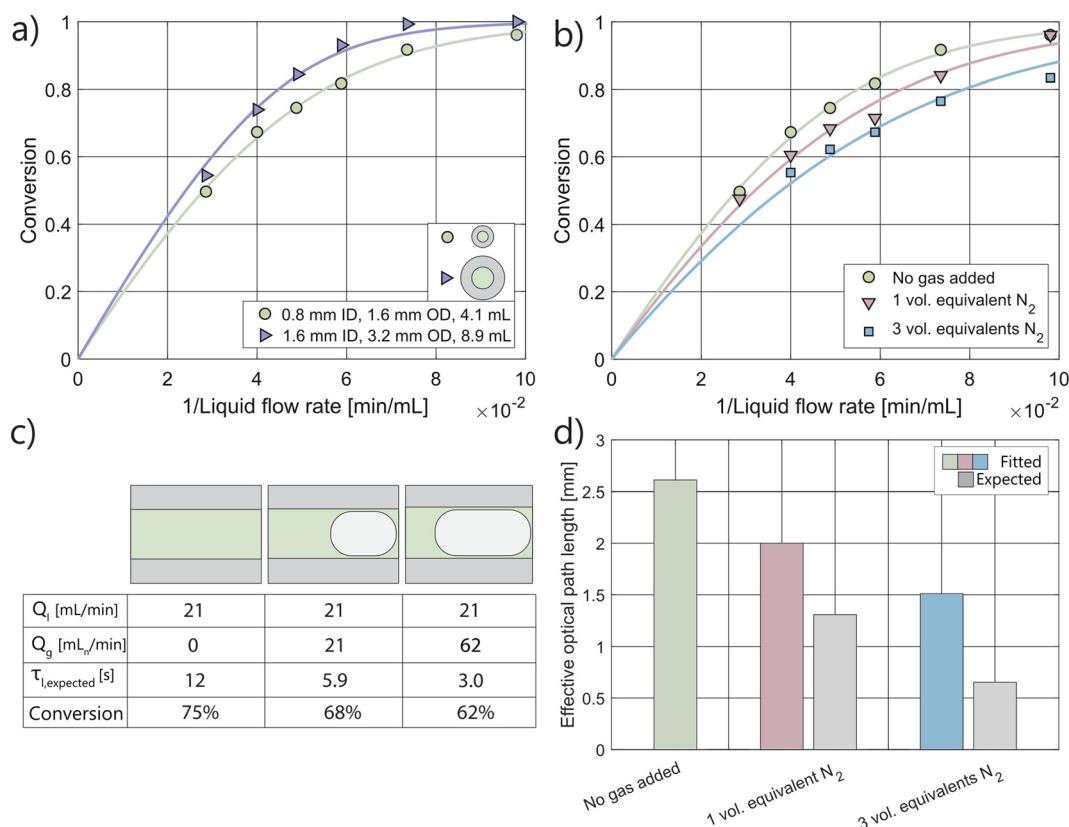 a)
Conversion
1
0.8
0.6
0.4
0.2
0
0 2 4 6 8 10
1/Liquid flow rate [min/mL] ×10⁻²
0.8 mm ID, 1.6 mm OD, 4.1 mL
1.6 mm ID, 3.2 mm OD, 8.9 mL
b)
Conversion
1
0.8
0.6
0.4
0.2
0
0 2 4 6 8 10
1/Liquid flow rate [min/mL] ×10⁻²
No gas added
1 vol. equivalent N₂
3 vol. equivalents N₂
c)
Qₗ [mL/min] 21 21 21
Q_g [mLₙ/min] 0 21 62
τ_l,expected [s] 12 5.9 3.0
Conversion 75% 68% 62%
d)
Effective optical path length [mm]
3
2.5
2
1.5
1
0.5
0
Fitted
Expected
No gas added
1 vol. equivalent N₂
3 vol. equivalents N₂